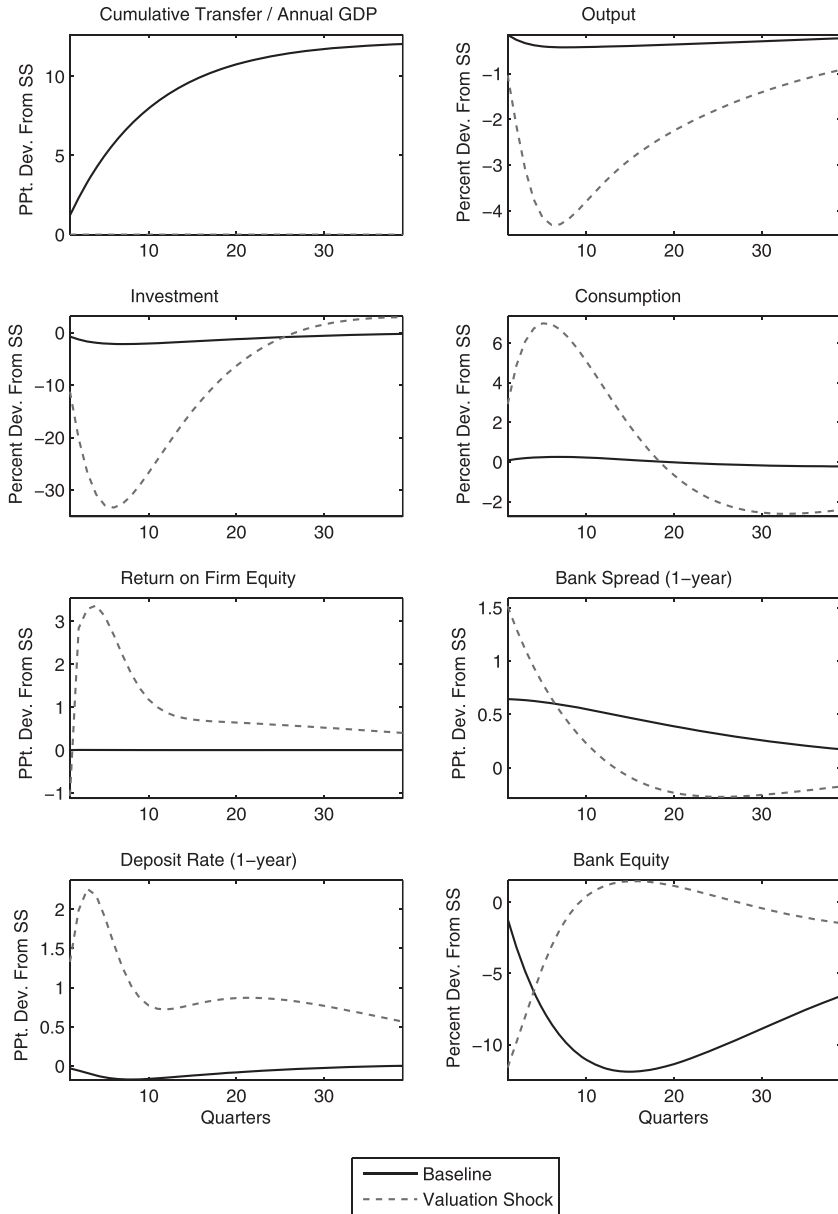 Cumulative Transfer / Annual GDP
PPt. Dev. From SS
10
5
0
10 20 30
Output
Percent Dev. From SS
−1
−2
−3
−4
10 20 30
Investment
Percent Dev. From SS
0
−10
−20
−30
10 20 30
Consumption
Percent Dev. From SS
6
4
2
0
−2
10 20 30
Return on Firm Equity
PPt. Dev. From SS
3
2
1
0
−1
10 20 30
Bank Spread (1−year)
PPt. Dev. From SS
1.5
1
0.5
0
10 20 30
Deposit Rate (1−year)
PPt. Dev. From SS
2
1.5
1
0.5
0
10 20 30
Quarters
Bank Equity
Percent Dev. From SS
0
−5
−10
10 20 30
Quarters
Baseline
Valuation Shock